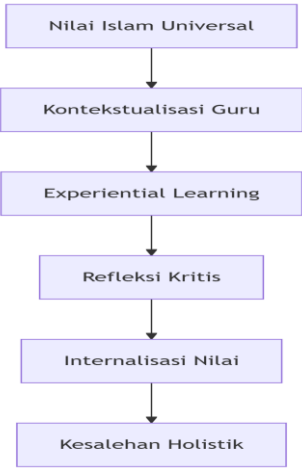 Nilai Islam Universal
Kontekstualisasi Guru
Experiential Learning
Refleksi Kritis
Internalisasi Nilai
Kesalehan Holistik